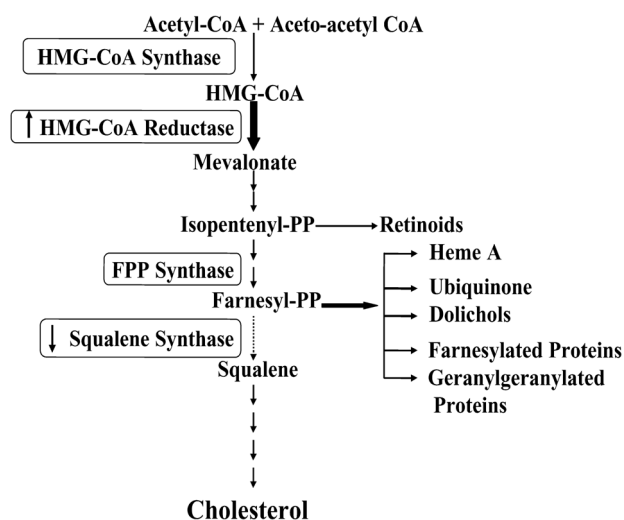 Acetyl-CoA + Aceto-acetyl CoA
HMG-CoA Synthase
HMG-CoA
HMG-CoA Reductase
Mevalonate
Isopentenyl-PP
Retinoids
Heme A
FPP Synthase
Ubiquinone
Farnesyl-PP
Dolichols
Squalene Synthase
Farnesylated Proteins
Squalene
Geranylgeranylated
Proteins
Cholesterol